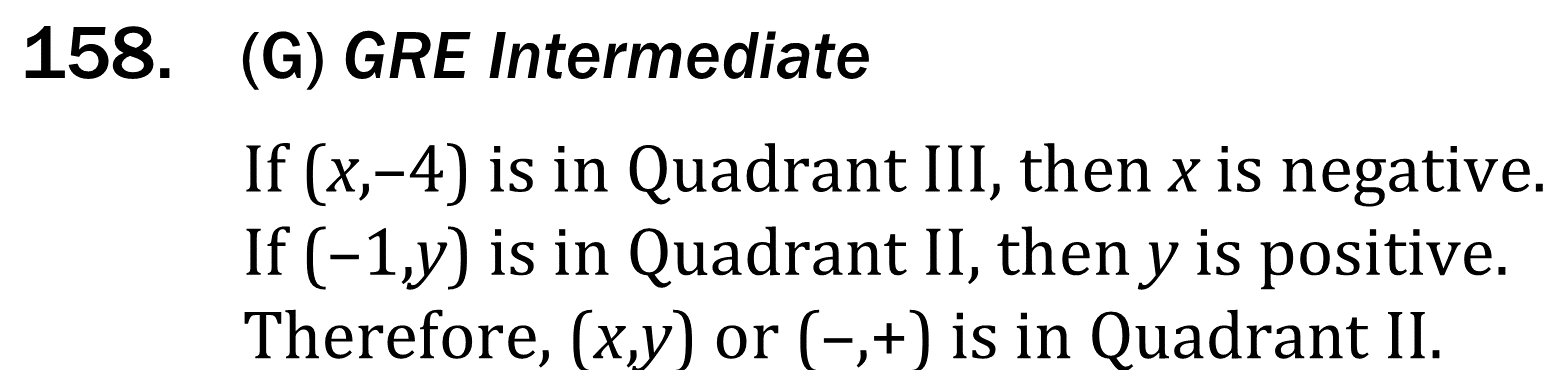 158. (G) GRE Intermediate
If (x,–4) is in Quadrant III, then x is negative.
If (–1,y) is in Quadrant II, then y is positive.
Therefore, (x,y) or (–,+) is in Quadrant II.